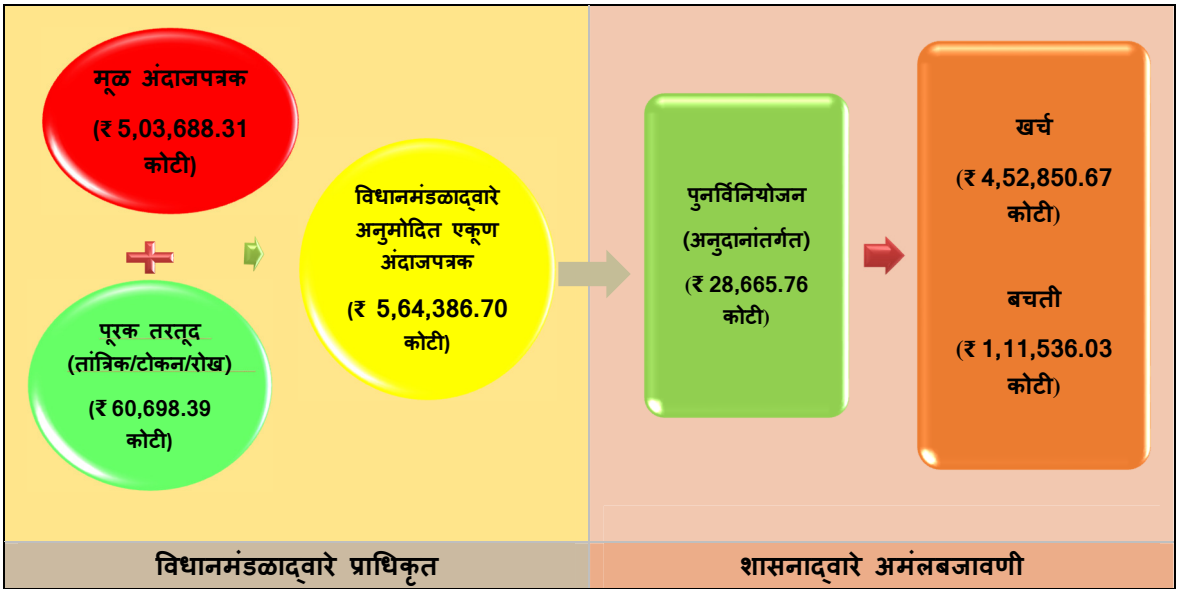 मूळ अंदाजपत्रक
(₹ 5,03,688.31
कोटी)
पूरक तरतूद
(तांत्रिक/टोकन/रोख)
(₹ 60,698.39
कोटी)
विधानमंडळाद्वारे
अनुमोदित एकूण
अंदाजपत्रक
(₹ 5,64,386.70
कोटी)
पुनर्विनियोजन
(अनुदानांतर्गत)
(₹ 28,665.76
कोटी)
खर्च
(₹ 4,52,850.67
कोटी)
बचती
(₹ 1,11,536.03
कोटी)
विधानमंडळाद्वारे प्राधिकृत
शासनाद्वारे अमंलबजावणी